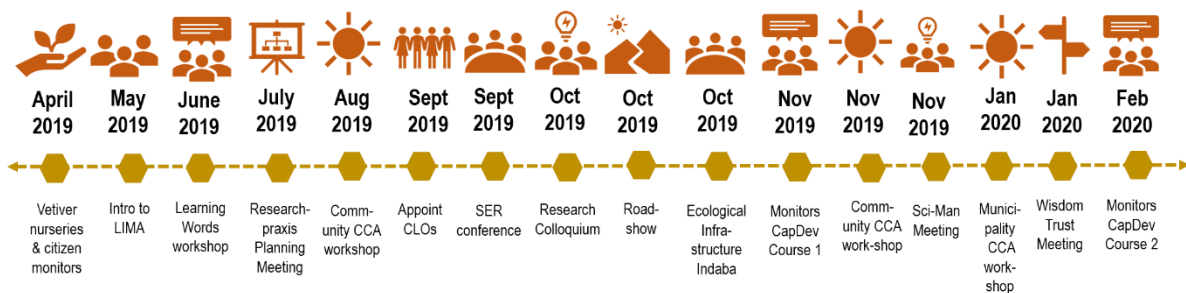 April
2019
May
2019
June
2019
July
2019
Aug
2019
Sept
2019
Sept
2019
Oct
2019
Oct
2019
Oct
2019
Nov
2019
Nov
2019
Nov
2019
Jan
2020
Jan
2020
Feb
2020
Vetiver
nurseries
& citizen
monitors
Intro to
LIMA
Learning
Words
workshop
Research-
praxis
Planning
Meeting
Comm-
unity CCA
workshop
Appoint
CLOs
SER
conference
Research
Colloquium
Road-
show
Ecological
Infra-
structure
Indaba
Monitors
CapDev
Course 1
Comm-
unity CCA
work-shop
Sci-Man
Meeting
Munici-
pality
CCA
work-
shop
Wisdom
Trust
Meeting
Monitors
CapDev
Course 2